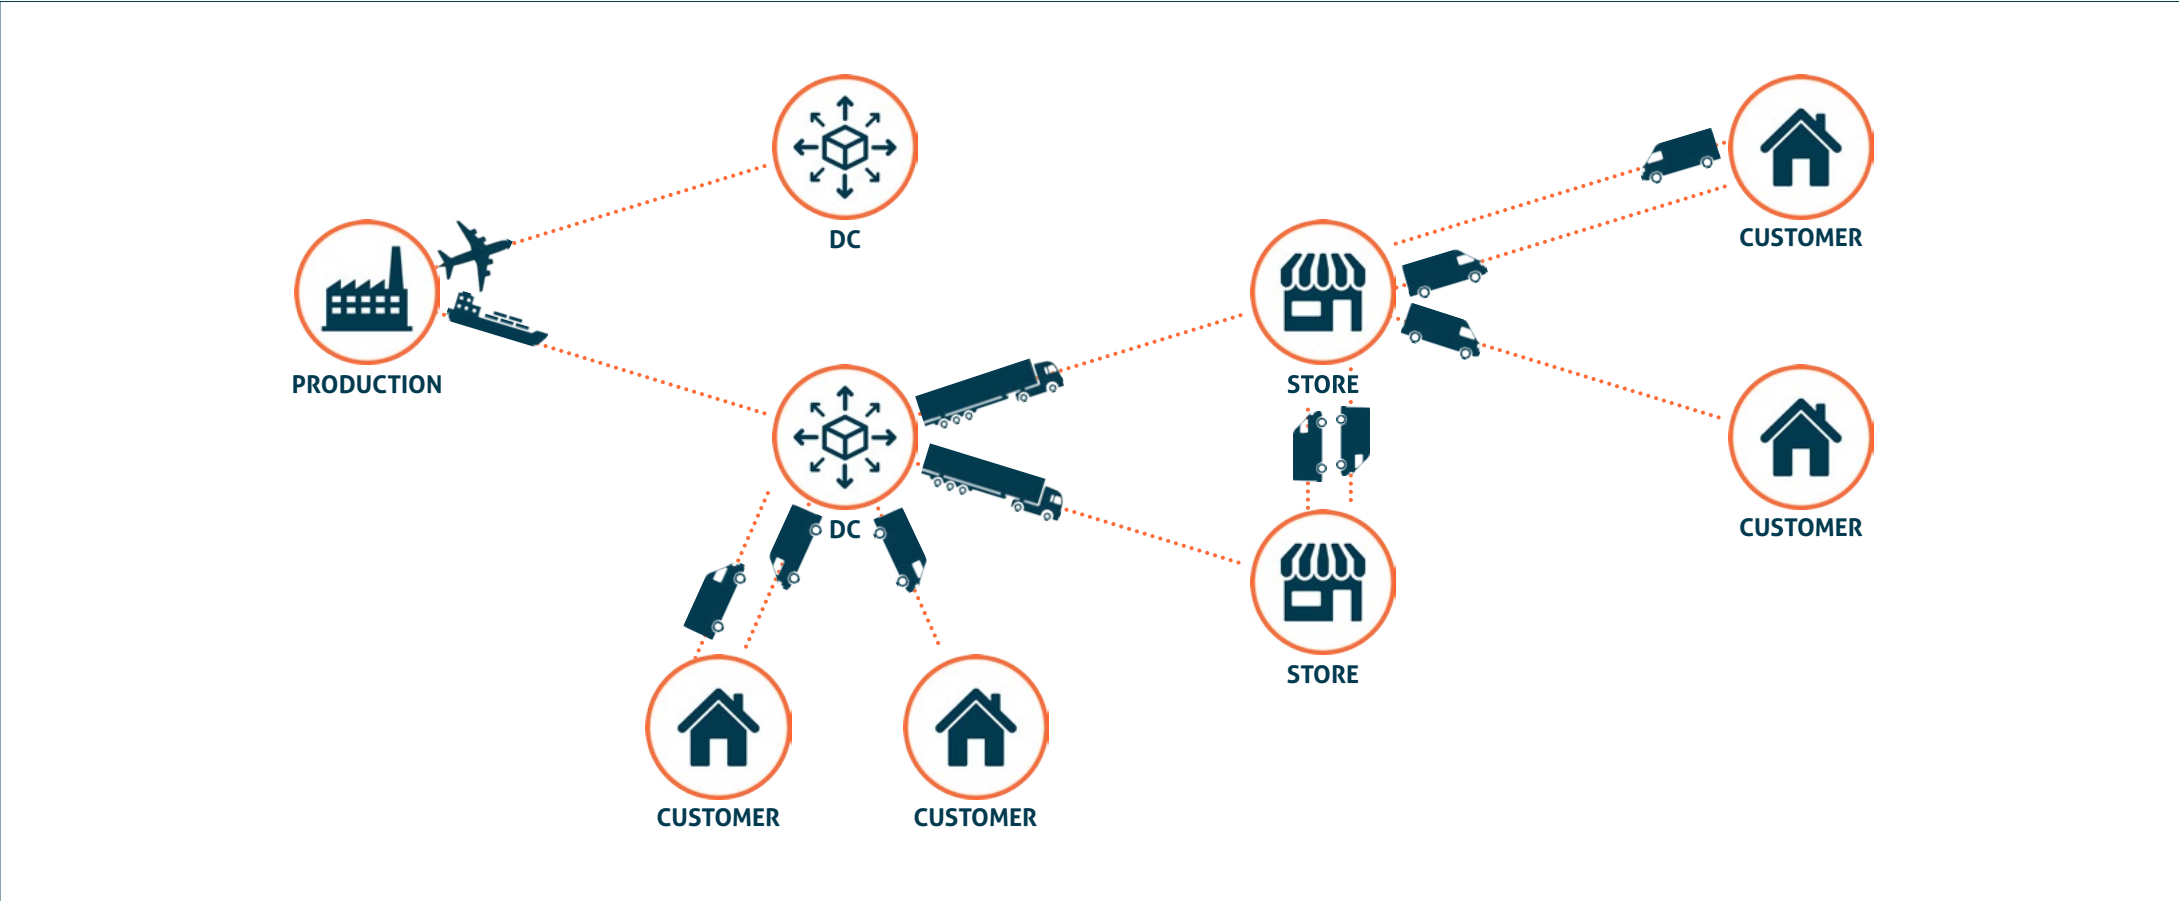 CUSTOMER
DC
PRODUCTION
STORE
DC
CUSTOMER
STORE
CUSTOMER
CUSTOMER